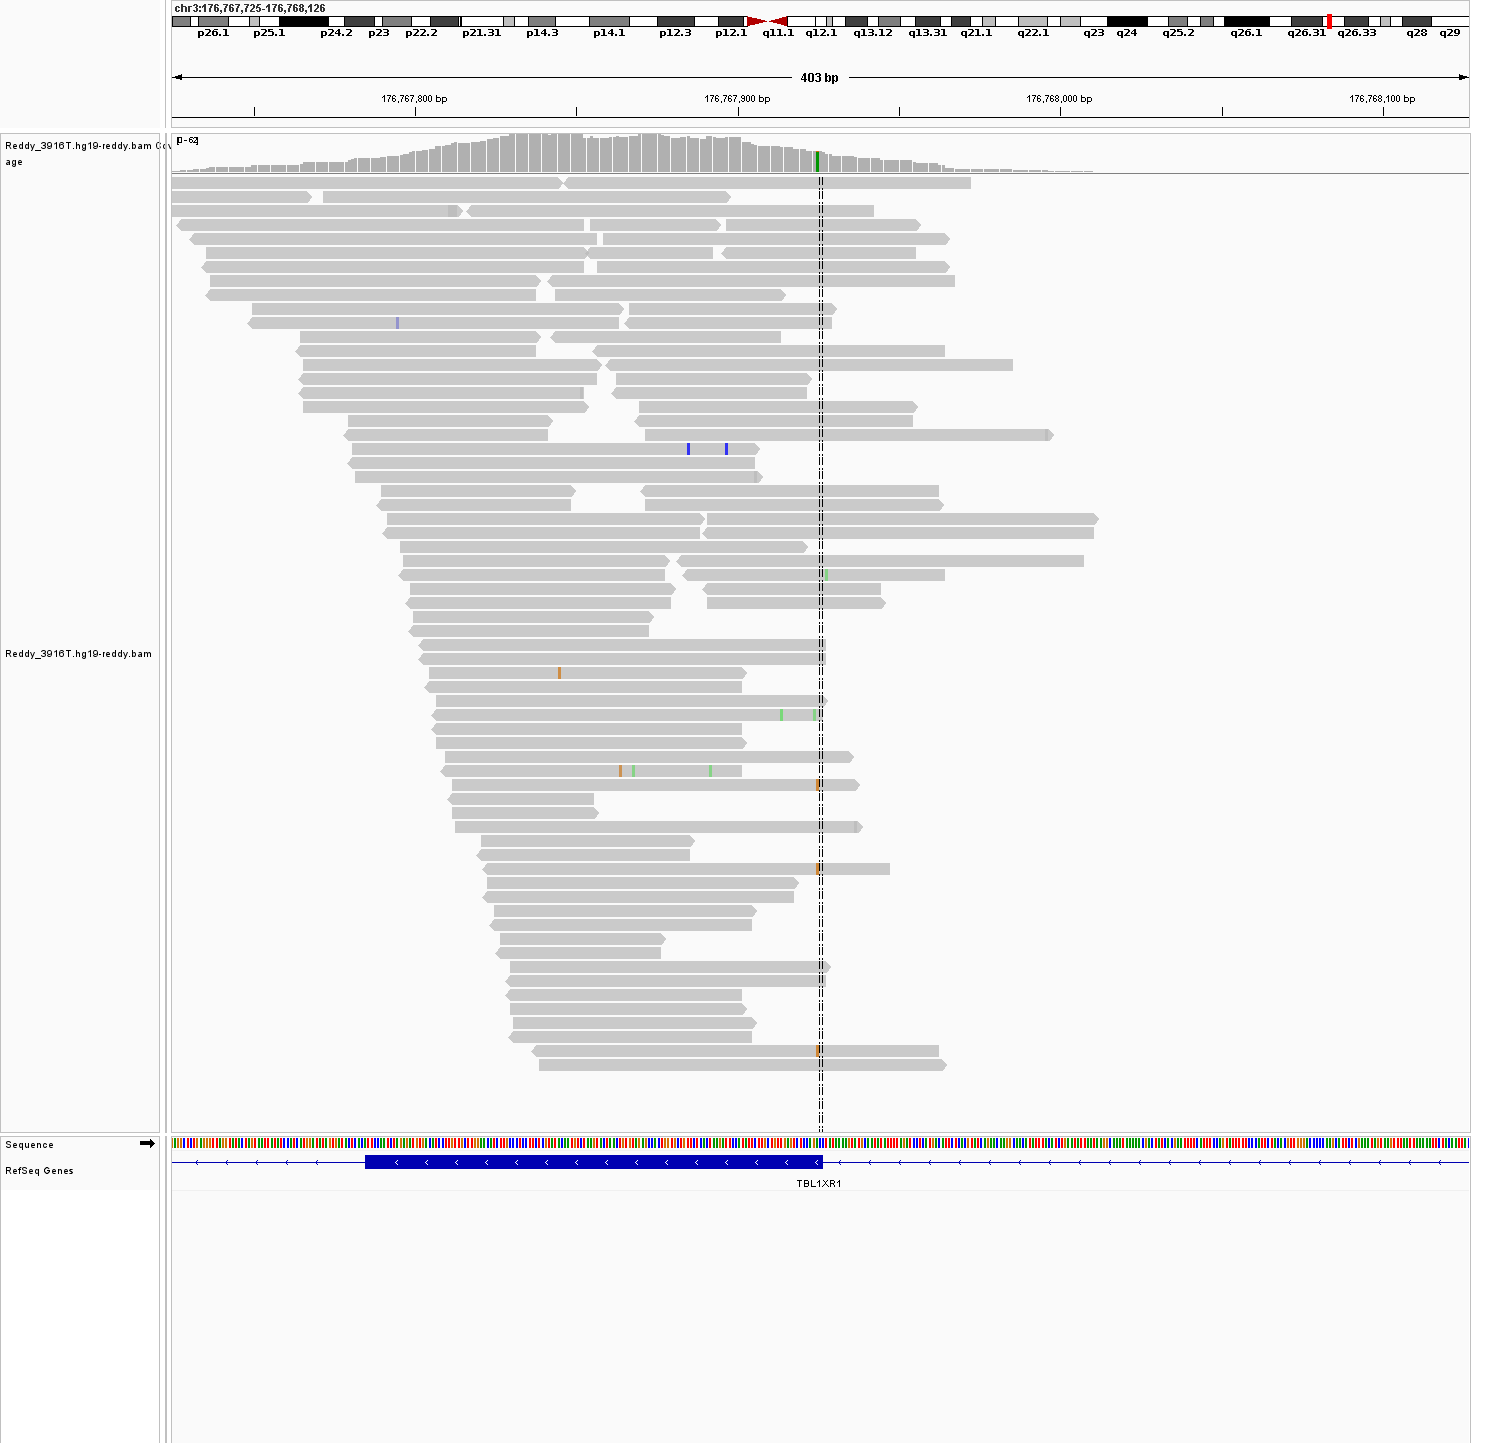 chr3:176,767,725-176,768,126
p26.1 p25.1 p24.2 p23 p22.2 p21.31 p14.3 p14.1 p12.3 p12.1 q11.1 q12.1 q13.12 q13.31 q21.1 q22.1 q23 q24 q25.2 q26.1 q26.31 q26.33 q28 q29
403 bp
176,767,800 bp 176,767,900 bp 176,768,000 bp 176,768,100 bp
Reddy_3916T.hg19-reddy.bam Cov
age
[0-62]
Reddy_3916T.hg19-reddy.bam
Sequence
RefSeq Genes
TBL1XR1